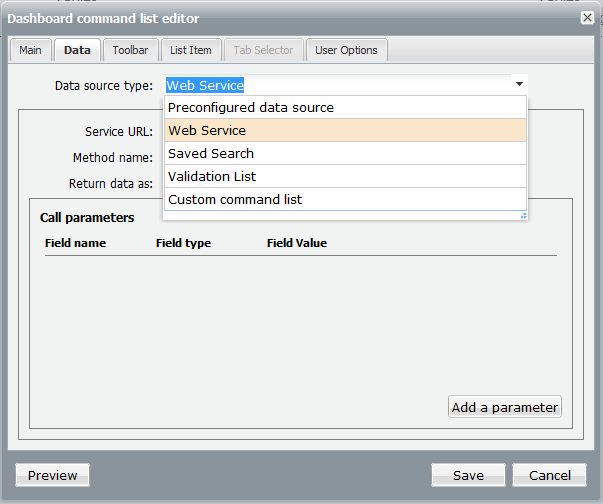 Dashboard command list editor
Main Data Toolbar List Item Tab Selector User Options
Data source type: Web Service
Preconfigured data source
Service URL: Web Service
Method name: Saved Search
Return data as: Validation List
Custom command list
Call parameters
Field name Field type Field Value
Add a parameter
Preview Save Cancel